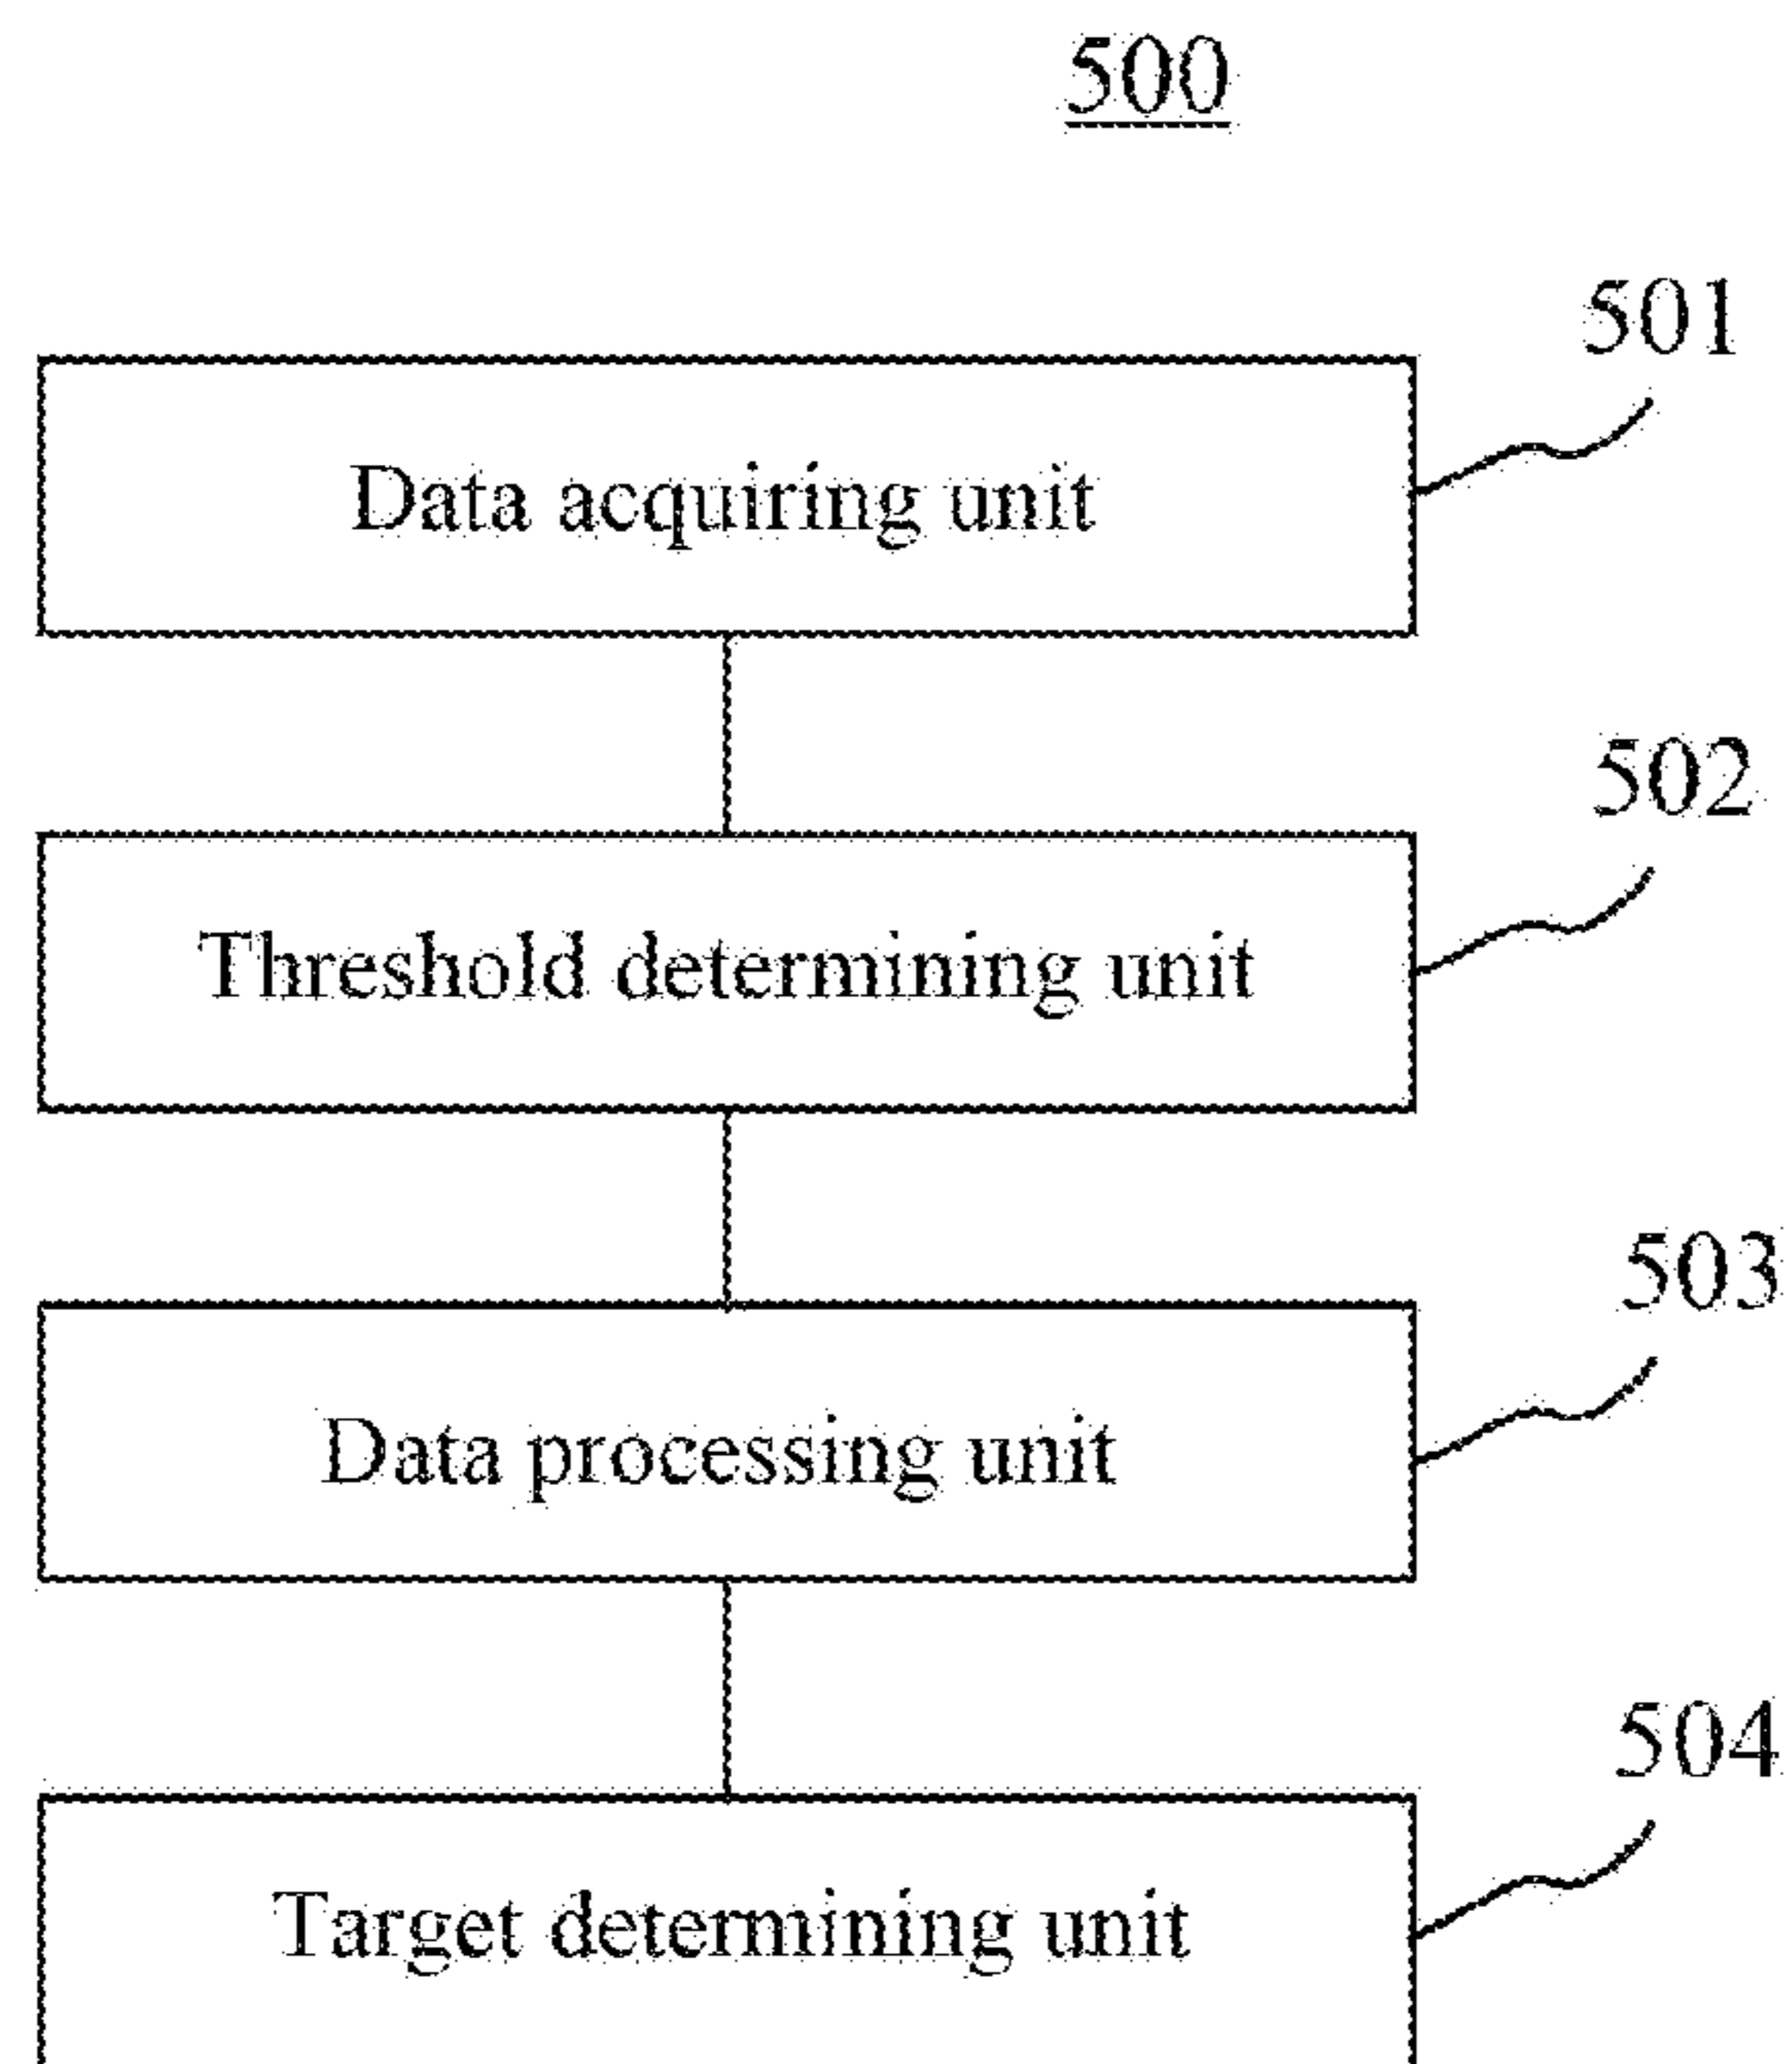 500
501
Data acquiring unit
502
Threshold determining unit
503
Data processing unit
504
Target determining unit